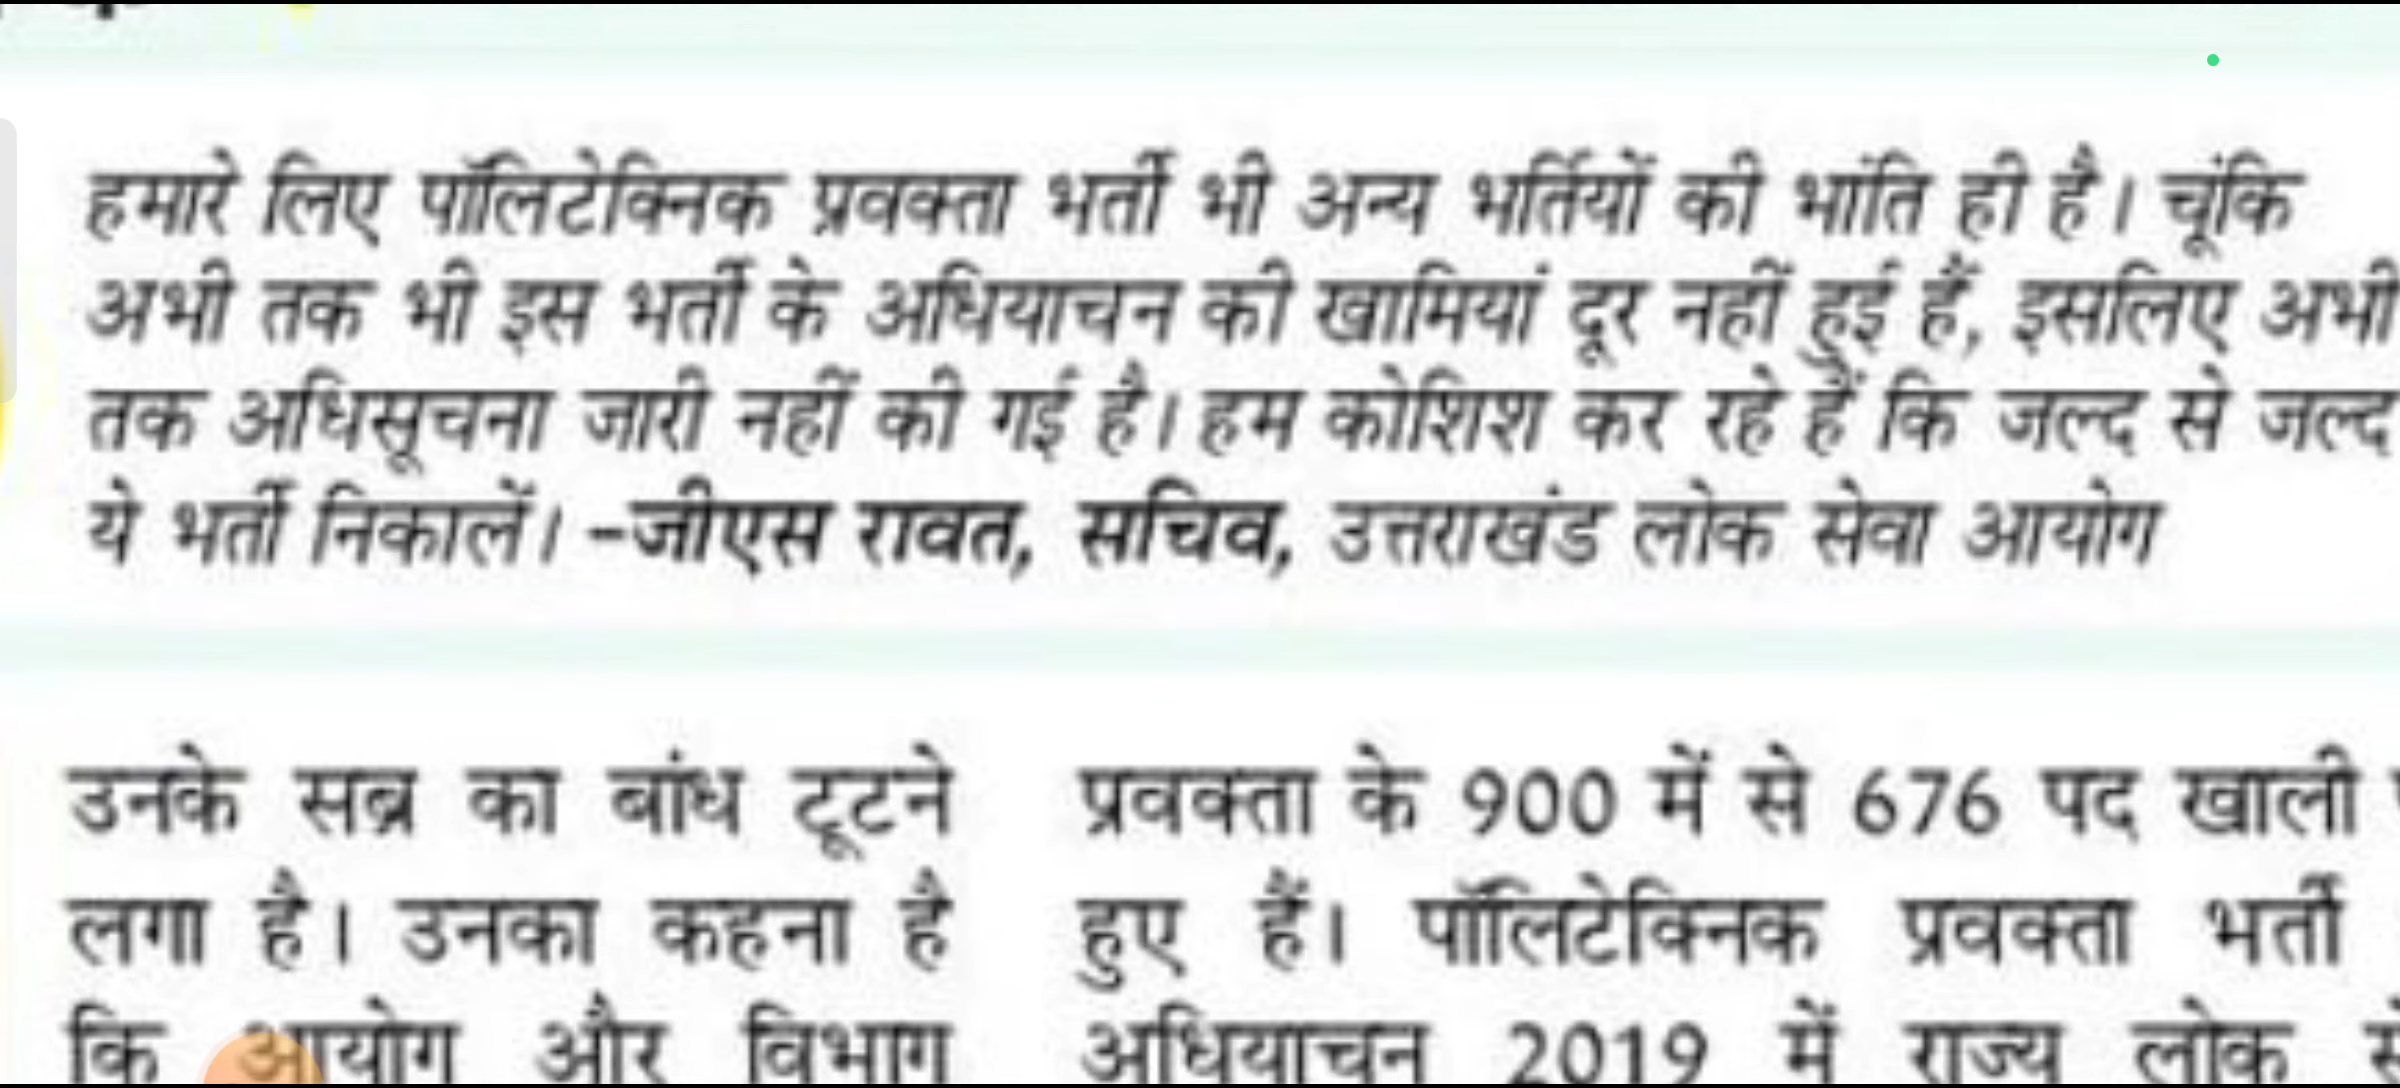 हमारे लिए पॉलिटेक्निक प्रवक्ता भर्ती भी अन्य भर्तियों की भांति ही है। चूंकि
अभी तक भी इस भर्ती के अधियाचन की खामियां दूर नहीं हुई हैं, इसलिए अभी
तक अधिसूचना जारी नहीं की गई है। हम कोशिश कर रहे हैं कि जल्द से जल्द
ये भर्ती निकालें। -जीएस रावत, सचिव, उत्तराखंड लोक सेवा आयोग
उनके सब्र का बांध टूटने
लगा है। उनका कहना है
कि आयोग और विभाग
प्रवक्ता के 900 में से 676 पद खाली
हुए हैं। पॉलिटेक्निक प्रवक्ता भर्ती
अधियाचन 2019 में राज्य लोक